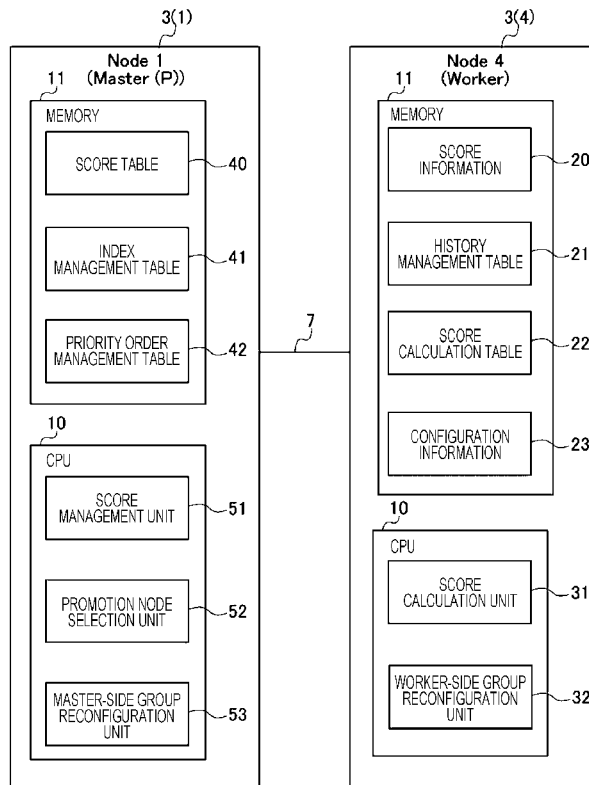 3(1)
Node 1
(Master (P))
11
MEMORY
SCORE TABLE
40
INDEX
MANAGEMENT TABLE
41
PRIORITY ORDER
MANAGEMENT TABLE
42
10
CPU
SCORE
MANAGEMENT UNIT
51
PROMOTION NODE
SELECTION UNIT
52
MASTER-SIDE GROUP
RECONFIGURATION
UNIT
53
7
3(4)
Node 4
(Worker)
11
MEMORY
SCORE
INFORMATION
20
HISTORY
MANAGEMENT
TABLE
21
SCORE
CALCULATION TABLE
22
CONFIGURATION
INFORMATION
23
10
CPU
SCORE
CALCULATION UNIT
31
WORKER-SIDE GROUP
RECONFIGURATION
UNIT
32